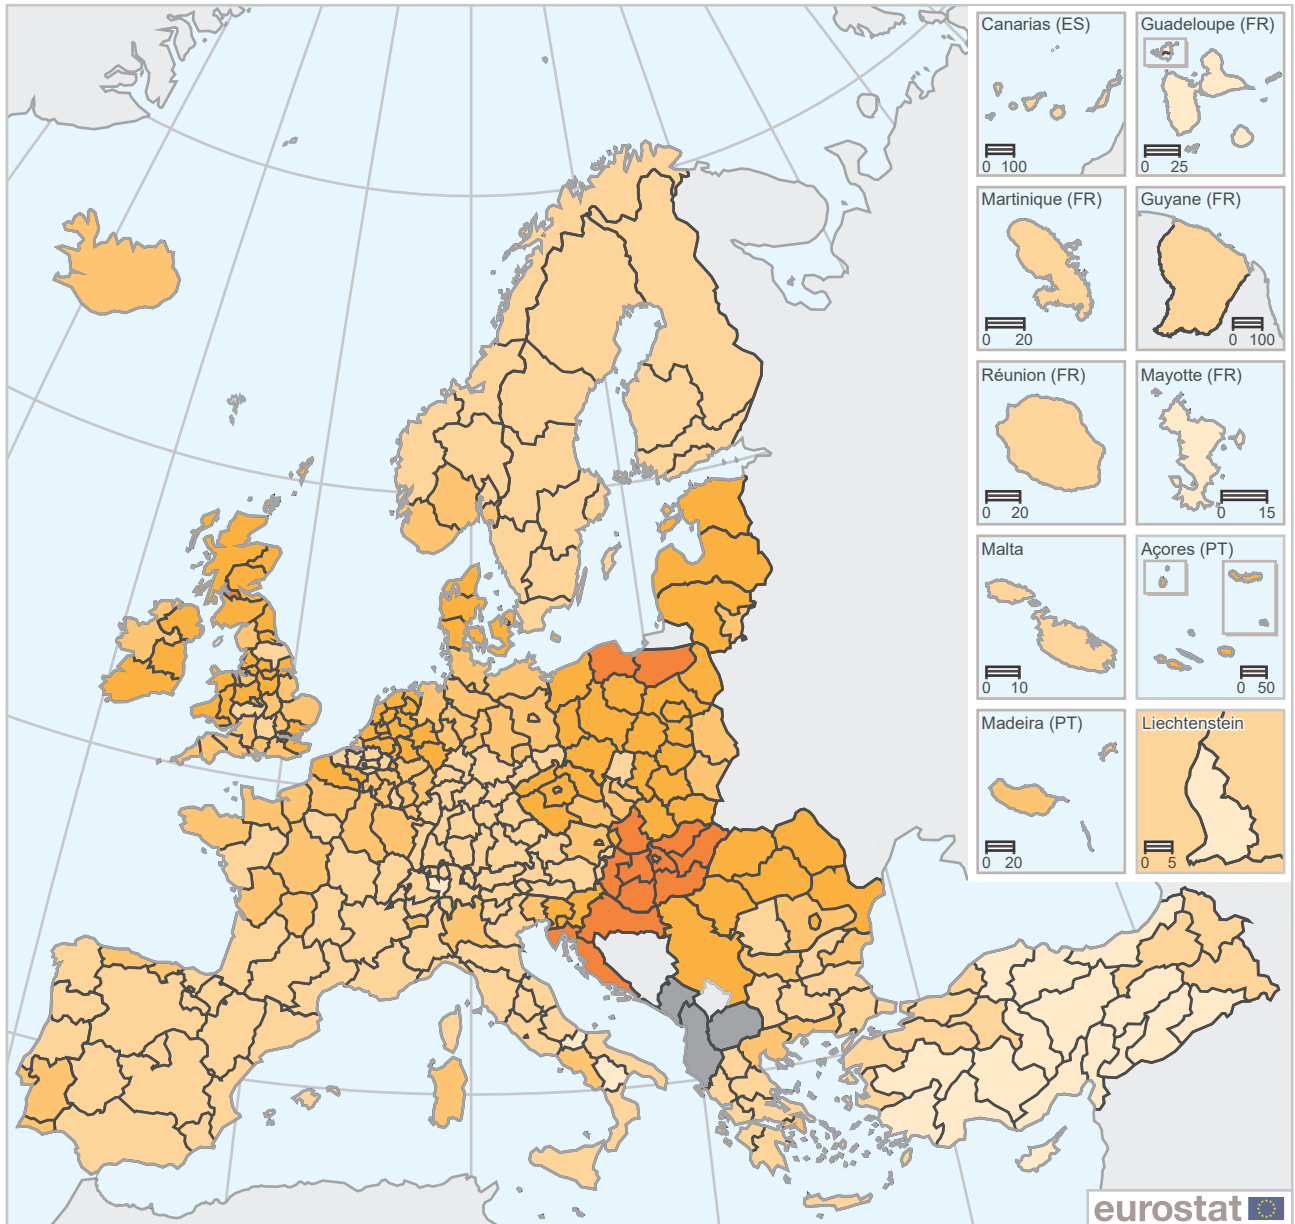 Canarias (ES)
0 100
Guadeloupe (FR)
0 25
Martinique (FR)
0 20
Guyane (FR)
0 100
Réunion (FR)
0 20
Mayotte (FR)
0 15
Malta
0 10
Açores (PT)
0 50
Madeira (PT)
0 20
Liechtenstein
0 5
eurostat